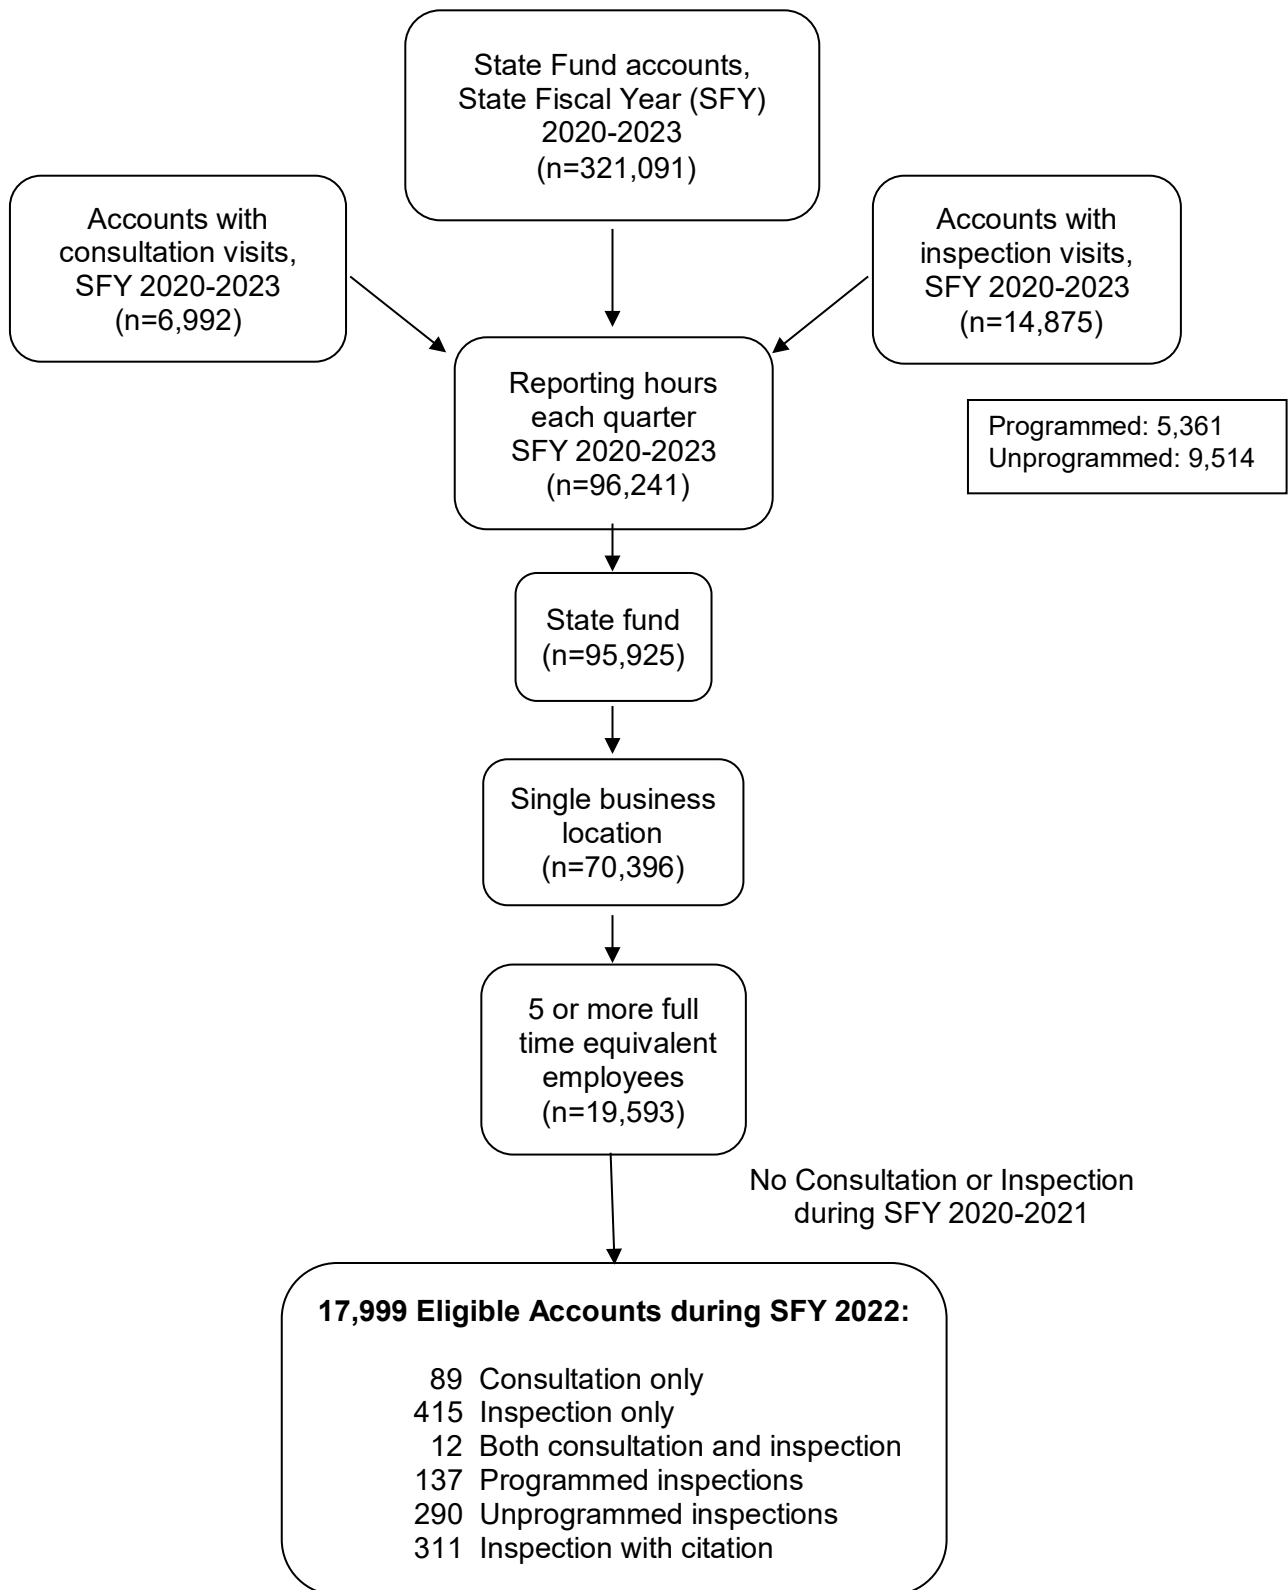 State Fund accounts,
State Fiscal Year (SFY)
2020-2023
(n=321,091)
Accounts with
consultation visits,
SFY 2020-2023
(n=6,992)
Accounts with
inspection visits,
SFY 2020-2023
(n=14,875)
Reporting hours
each quarter
SFY 2020-2023
(n=96,241)
Programmed: 5,361
Unprogrammed: 9,514
State fund
(n=95,925)
Single business
location
(n=70,396)
5 or more full
time equivalent
employees
(n=19,593)
No Consultation or Inspection
during SFY 2020-2021
17,999 Eligible Accounts during SFY 2022:
89 Consultation only
415 Inspection only
12 Both consultation and inspection
137 Programmed inspections
290 Unprogrammed inspections
311 Inspection with citation